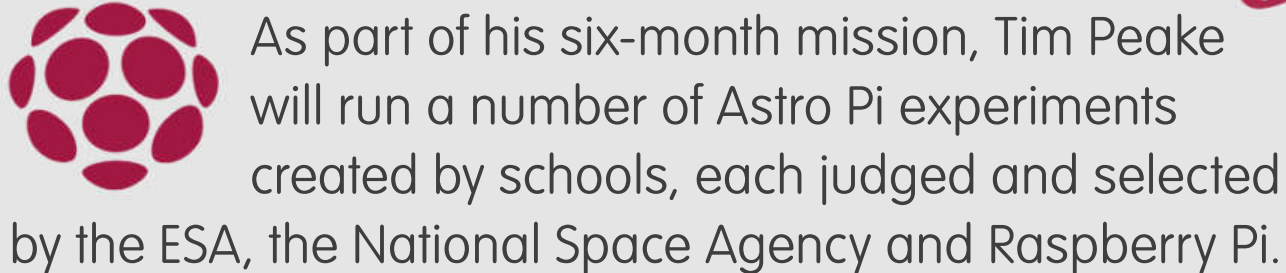 As part of his six-month mission, Tim Peake
will run a number of Astro Pi experiments
created by schools, each judged and selected
by the ESA, the National Space Agency and Raspberry Pi.